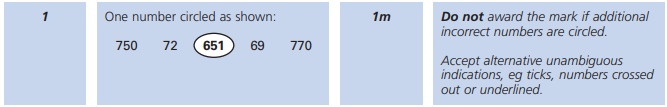 1
One number circled as shown:
750 72 651 69 770
1m
Do not award the mark if additional
incorrect numbers are circled.
Accept alternative unambiguous
indications, eg ticks, numbers crossed
out or underlined.